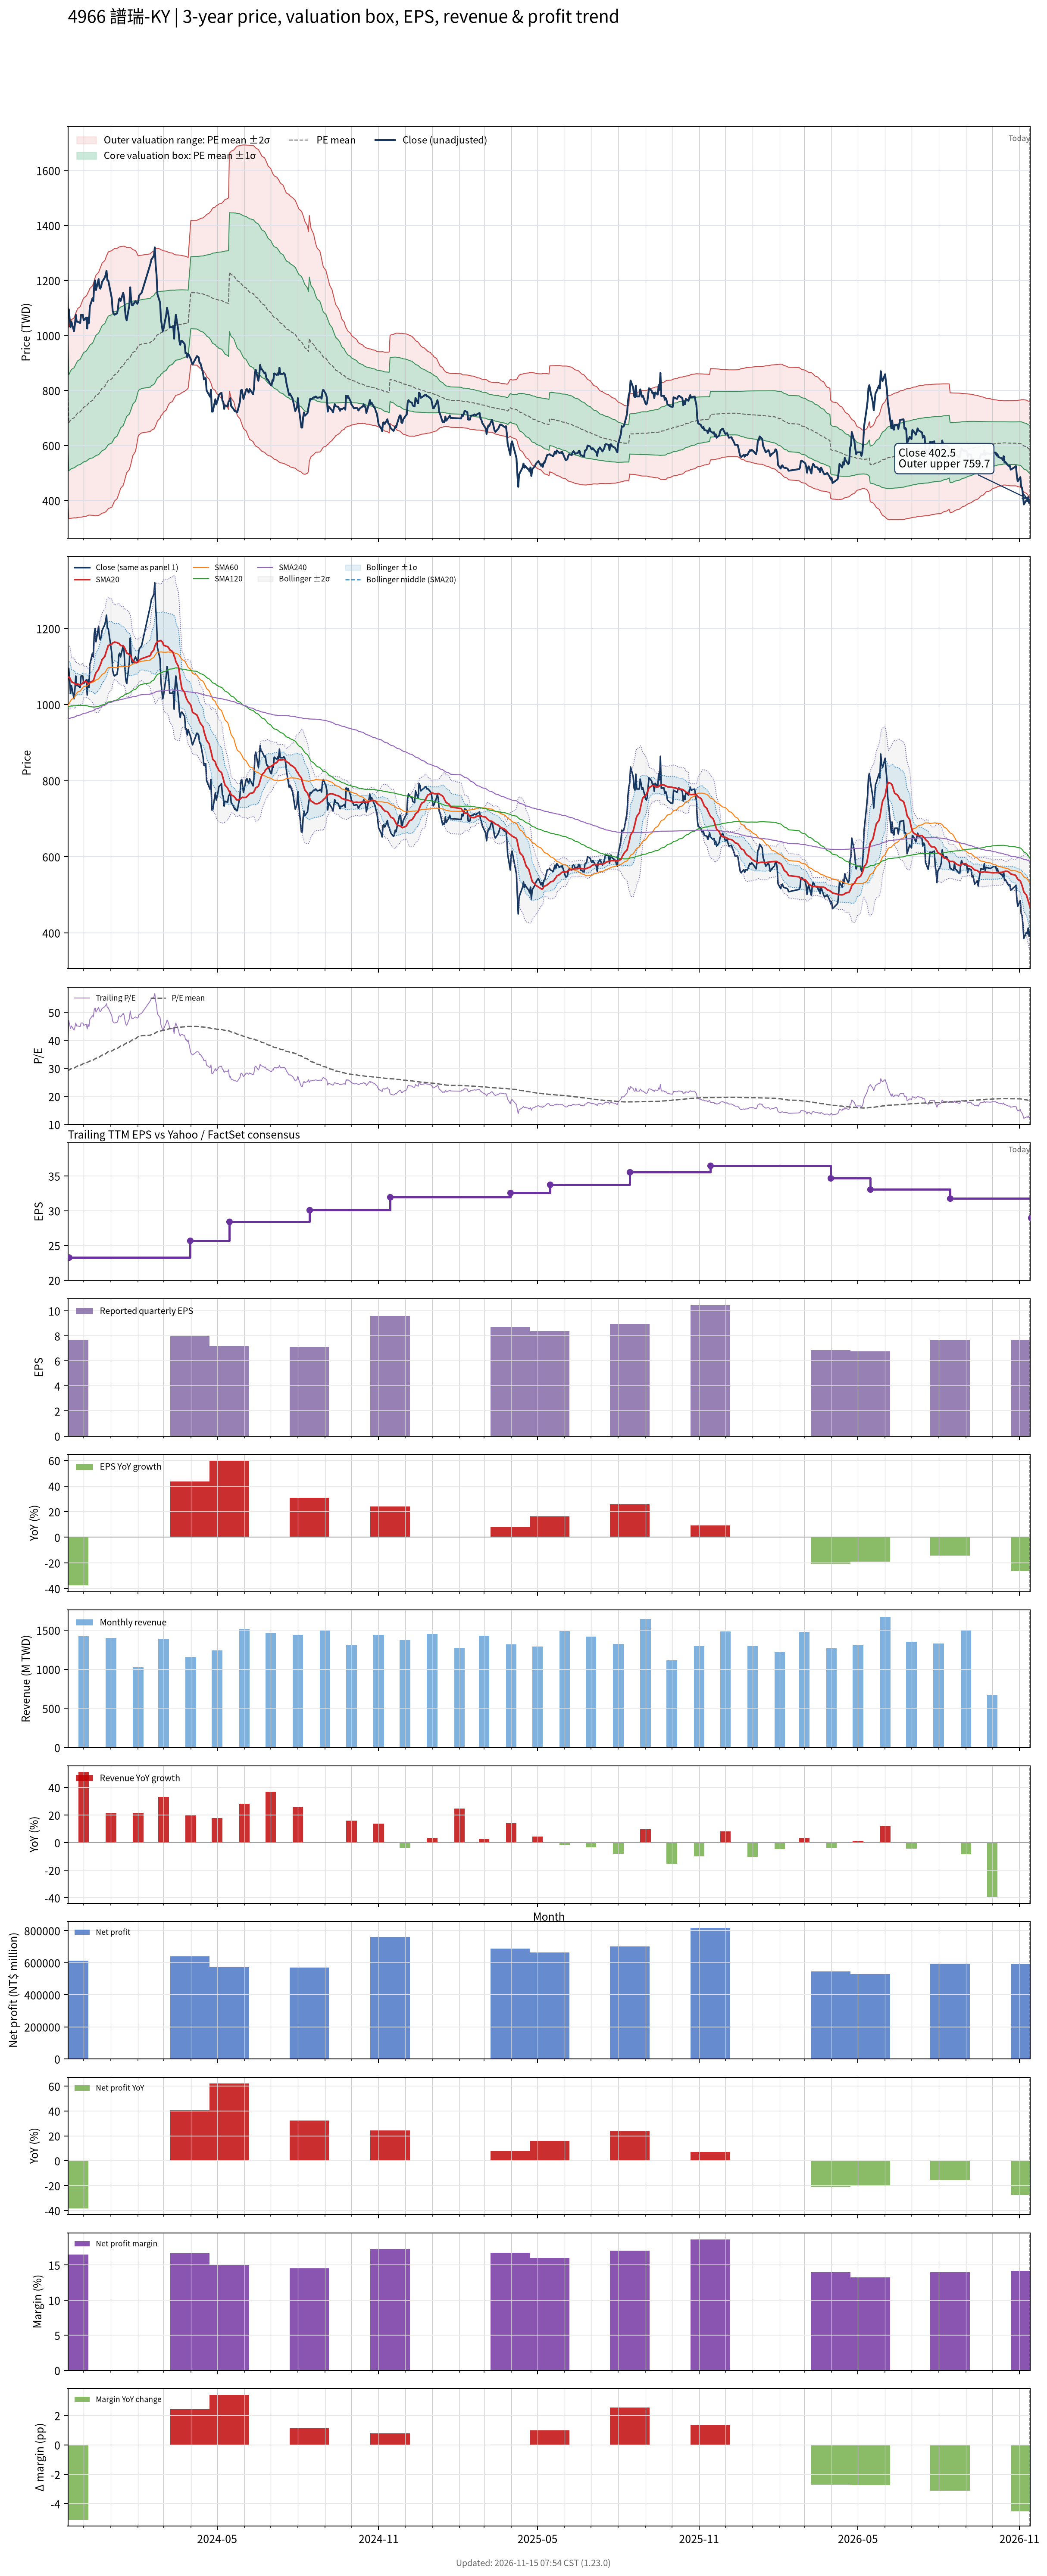 4966 譜瑞-KY | 3-year price, valuation box, EPS, revenue & profit trend
Outer valuation range: PE mean ±2σ
PE mean
Close (unadjusted)
Core valuation box: PE mean ±1σ
Today
Price (TWD)
1600
1400
1200
1000
800
600
400
Close 402.5
Outer upper 759.7
Close (same as panel 1)
SMA60
SMA240
Bollinger ±1σ
SMA20
SMA120
Bollinger ±2σ
Bollinger middle (SMA20)
Price
1200
1000
800
600
400
Trailing P/E
P/E mean
P/E
50
40
30
20
10
Trailing TTM EPS vs Yahoo / FactSet consensus
Today
EPS
35
30
25
20
Reported quarterly EPS
EPS
10
8
6
4
2
0
EPS YoY growth
YoY (%)
60
40
20
0
-20
-40
Monthly revenue
Revenue (M TWD)
1500
1000
500
0
Revenue YoY growth
YoY (%)
40
20
0
-20
-40
Month
Net profit
Net profit (NT$ million)
800000
600000
400000
200000
0
Net profit YoY
YoY (%)
60
40
20
0
-20
-40
Net profit margin
Margin (%)
15
10
5
0
Margin YoY change
Δ margin (pp)
2
0
-2
-4
2024-05
2024-11
2025-05
2025-11
2026-05
2026-11
Updated: 2026-11-15 07:54 CST (1.23.0)